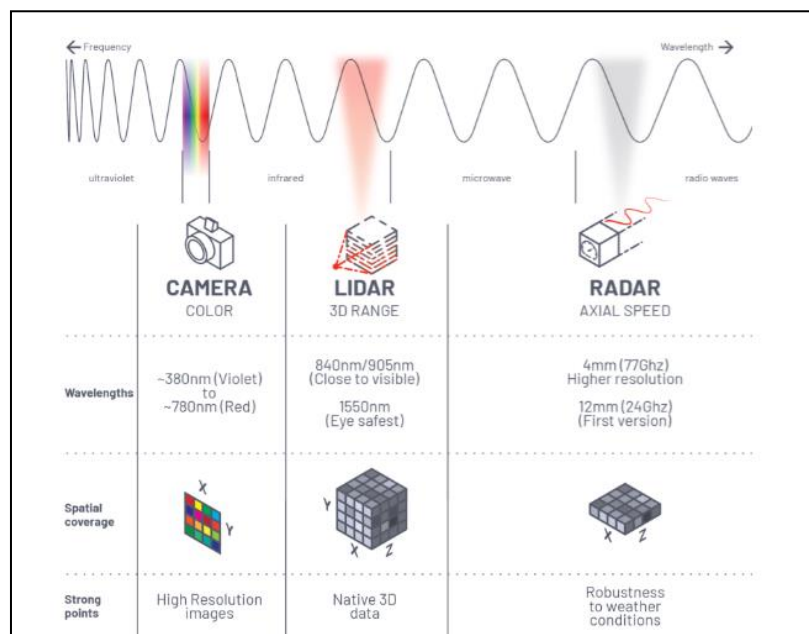 ← Frequency
Wavelength →
ultraviolet
infrared
microwave
radio waves
CAMERA
COLOR
LIDAR
3D RANGE
RADAR
AXIAL SPEED
Wavelengths
~380nm (Violet)
to
~780nm (Red)
840nm/905nm
(Close to visible)
1550nm
(Eye safest)
4mm (77Ghz)
Higher resolution
12mm (24Ghz)
(First version)
Spatial
coverage
X
Y
Y
X
Z
X
Z
Strong
points
High Resolution
images
Native 3D
data
Robustness
to weather
conditions